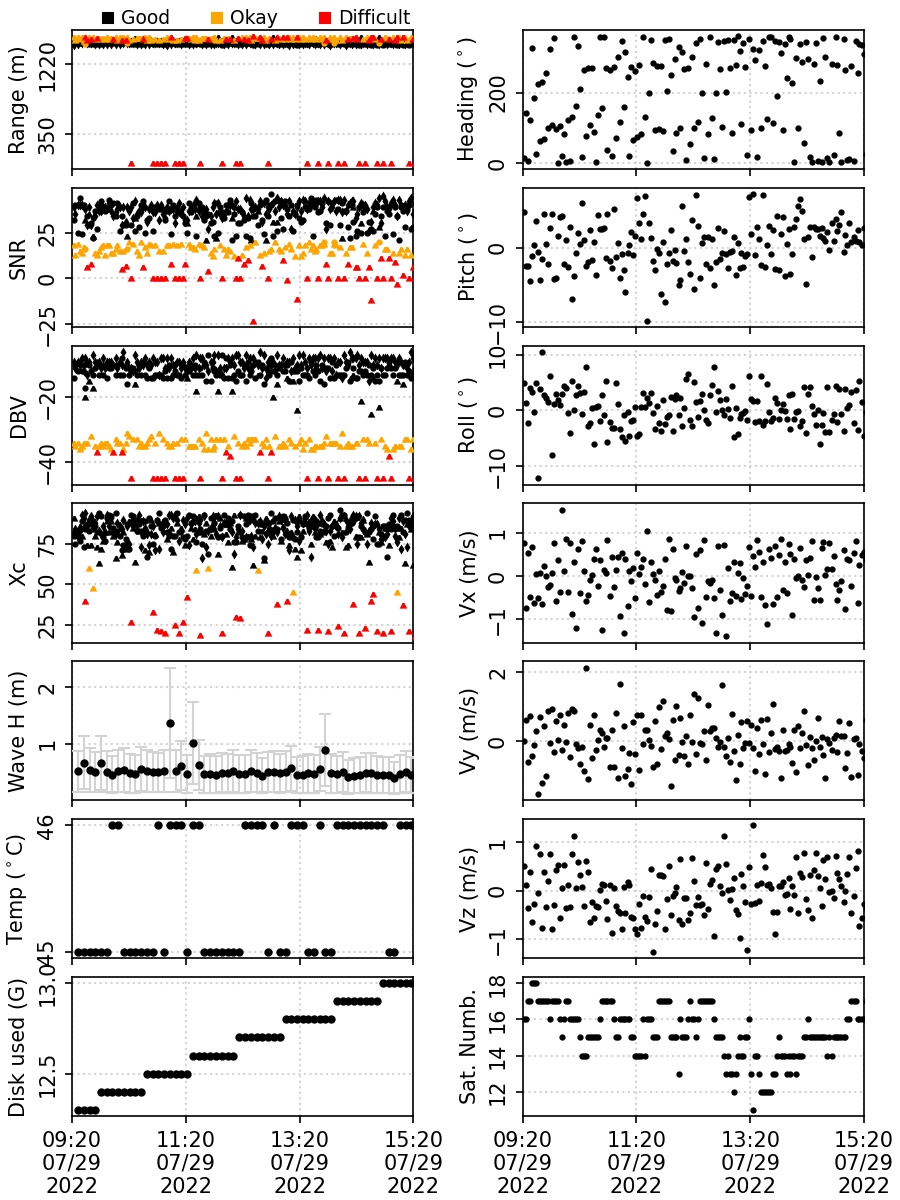 Good Okay Difficult
Range (m)
1220
350
Heading (°)
200
0
SNR
25
0
−25
Pitch (°)
0
−10
DBV
−20
−40
Roll (°)
10
0
−10
Xc
75
50
25
Vx (m/s)
1
0
−1
Wave H (m)
2
1
Vy (m/s)
2
0
Temp (°C)
46
45
Vz (m/s)
1
0
−1
Disk used (G)
13.0
12.5
Sat. Numb.
18
16
14
12
09:20 11:20 13:20 15:20
07/29 07/29 07/29 07/29
2022 2022 2022 2022
09:20 11:20 13:20 15:20
07/29 07/29 07/29 07/29
2022 2022 2022 2022